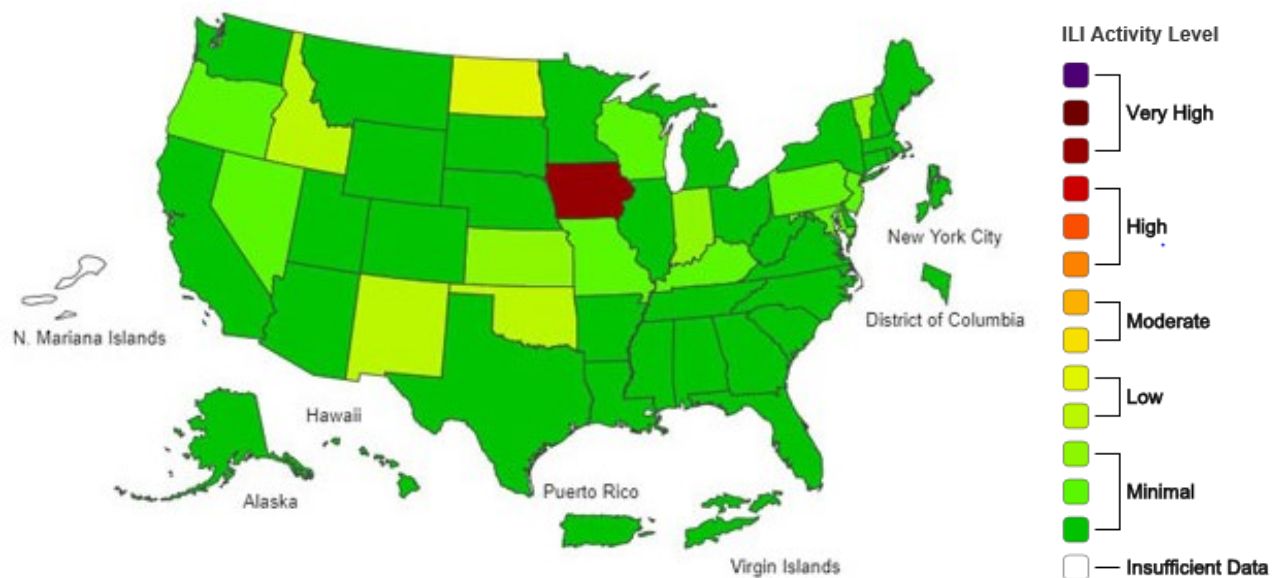 ILI Activity Level
Very High
High
Moderate
Low
Minimal
Insufficient Data
New York City
District of Columbia
N. Mariana Islands
Hawaii
Alaska
Puerto Rico
Virgin Islands